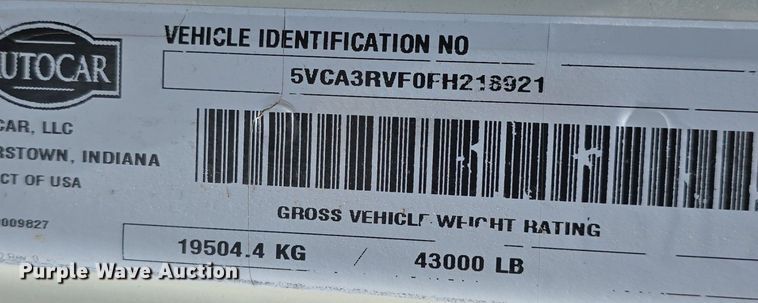 UTOCAR
VEHICLE IDENTIFICATION NO
5VCA3RVF0FH218921
CAR, LLC
RSTOWN, INDIANA
CT OF USA
009827
GROSS VEHICLE WEIGHT RATING
19504.4 KG / 43000 LB
Purple Wave Auction